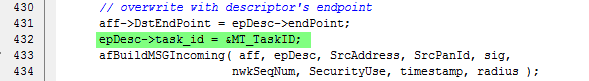 430 // overwrite with descriptor's endpoint
431 aff->DstEndPoint = epDesc->endPoint;
432 epDesc->task_id = &MT_TaskID;
433 afBuildMSGIncoming( aff, epDesc, SrcAddress, SrcPanId, sig,
434 nwkSeqNum, SecurityUse, timestamp, radius );